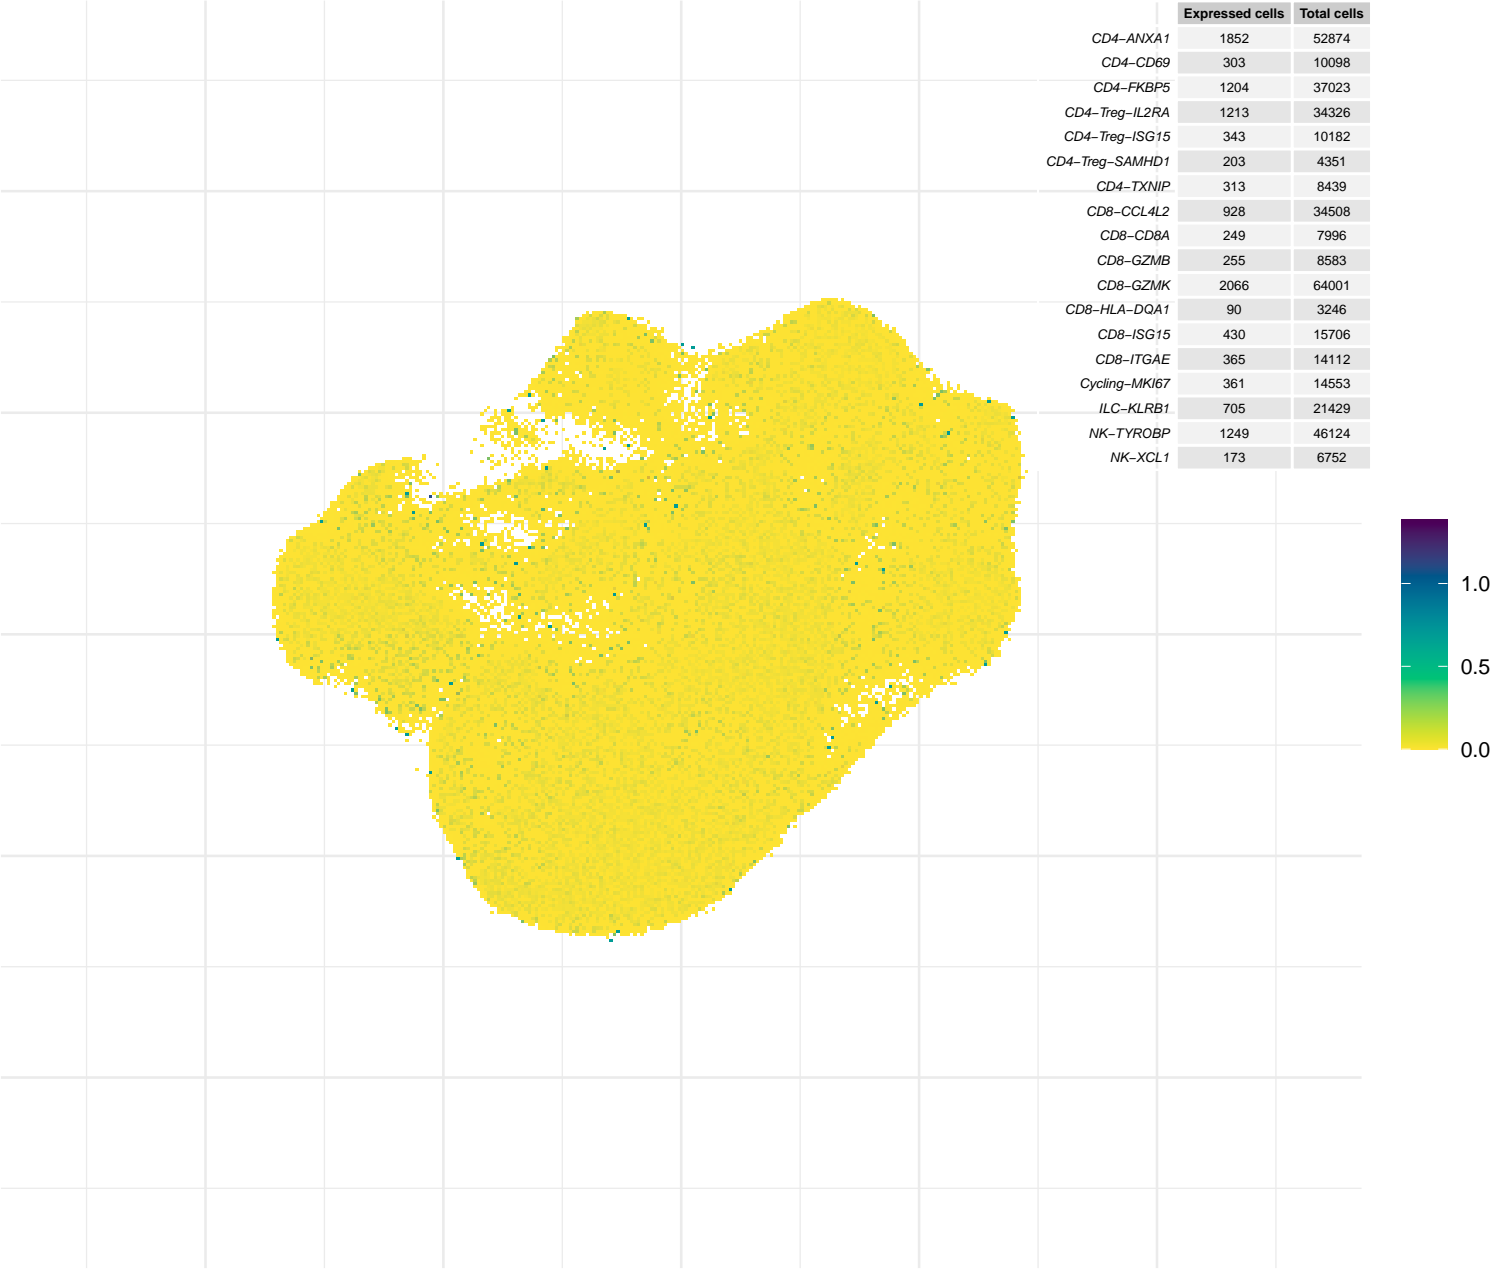 Expressed cells Total cells
CD4−ANXA1 1852 52874
CD4−CD69 303 10098
CD4−FKBP5 1204 37023
CD4−Treg−IL2RA 1213 34326
CD4−Treg−ISG15 343 10182
CD4−Treg−SAMHD1 203 4351
CD4−TXNIP 313 8439
CD8−CCL4L2 928 34508
CD8−CD8A 249 7996
CD8−GZMB 255 8583
CD8−GZMK 2066 64001
CD8−HLA−DQA1 90 3246
CD8−ISG15 430 15706
CD8−ITGAE 365 14112
Cycling−MKI67 361 14553
ILC−KLRB1 705 21429
NK−TYROBP 1249 46124
NK−XCL1 173 6752
1.0
0.5
0.0